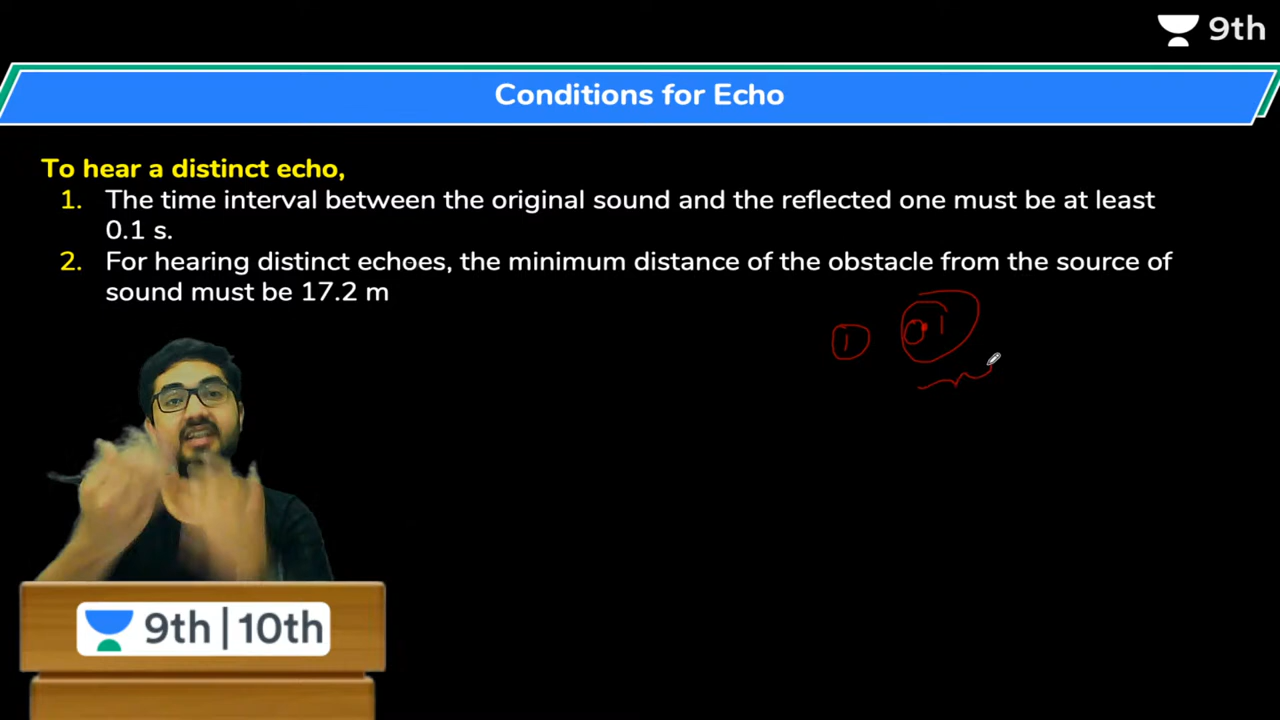 9th
Conditions for Echo
To hear a distinct echo,
1. The time interval between the original sound and the reflected one must be at least
0.1 s.
2. For hearing distinct echoes, the minimum distance of the obstacle from the source of
sound must be 17.2 m
1 0.1
9th | 10th